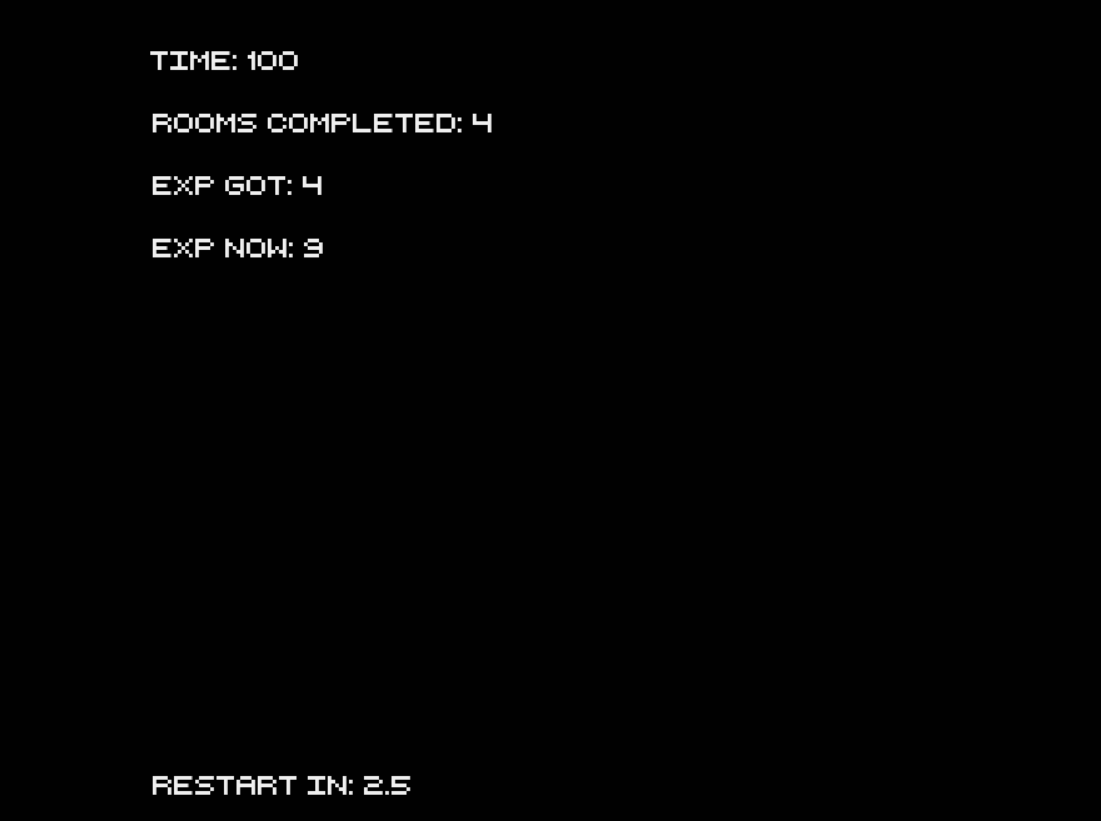 TIME: 100
ROOMS COMPLETED: 4
EXP GOT: 4
EXP NOW: 9
RESTART IN: 2.5